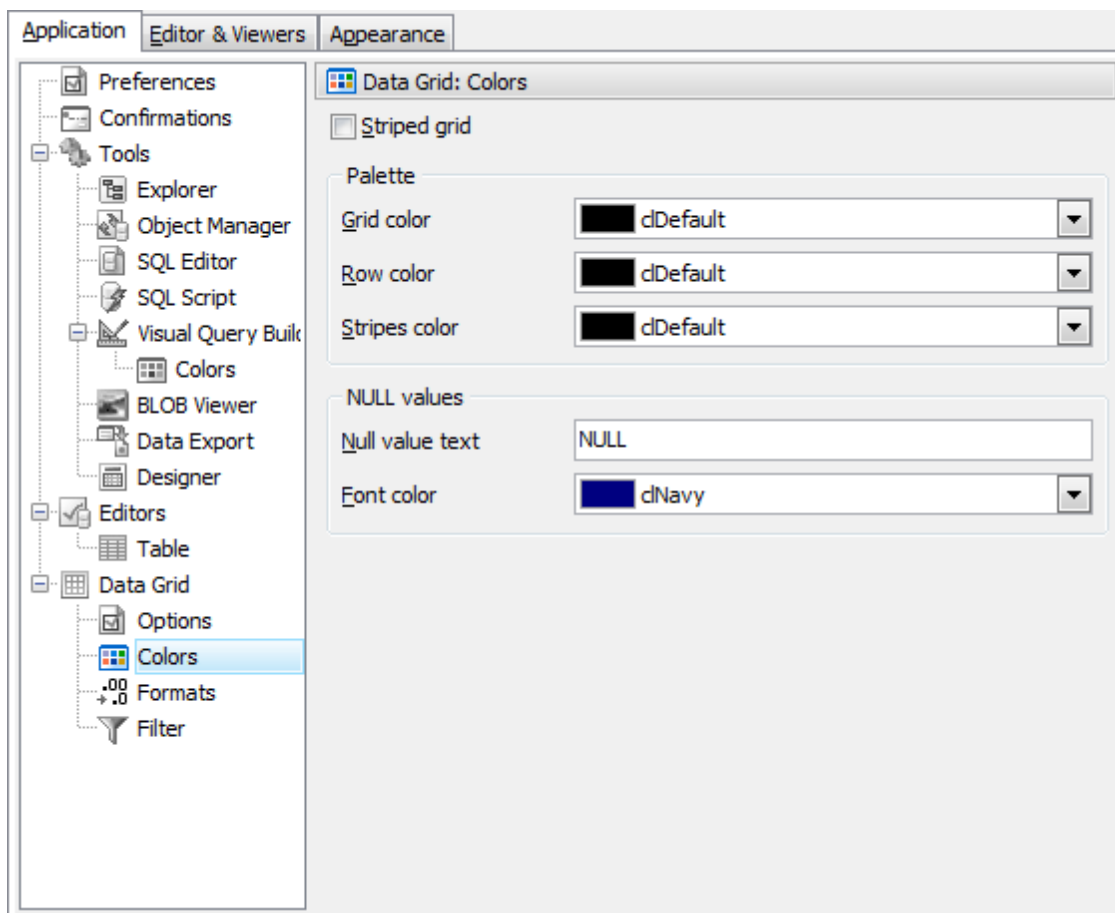 Application Editor & Viewers Appearance
Preferences
Confirmations
Tools
Explorer
Object Manager
SQL Editor
SQL Script
Visual Query Builc
Colors
BLOB Viewer
Data Export
Designer
Editors
Table
Data Grid
Options
Colors
Formats
Filter
Data Grid: Colors
Striped grid
Palette
Grid color clDefault
Row color clDefault
Stripes color clDefault
NULL values
Null value text NULL
Font color clNavy